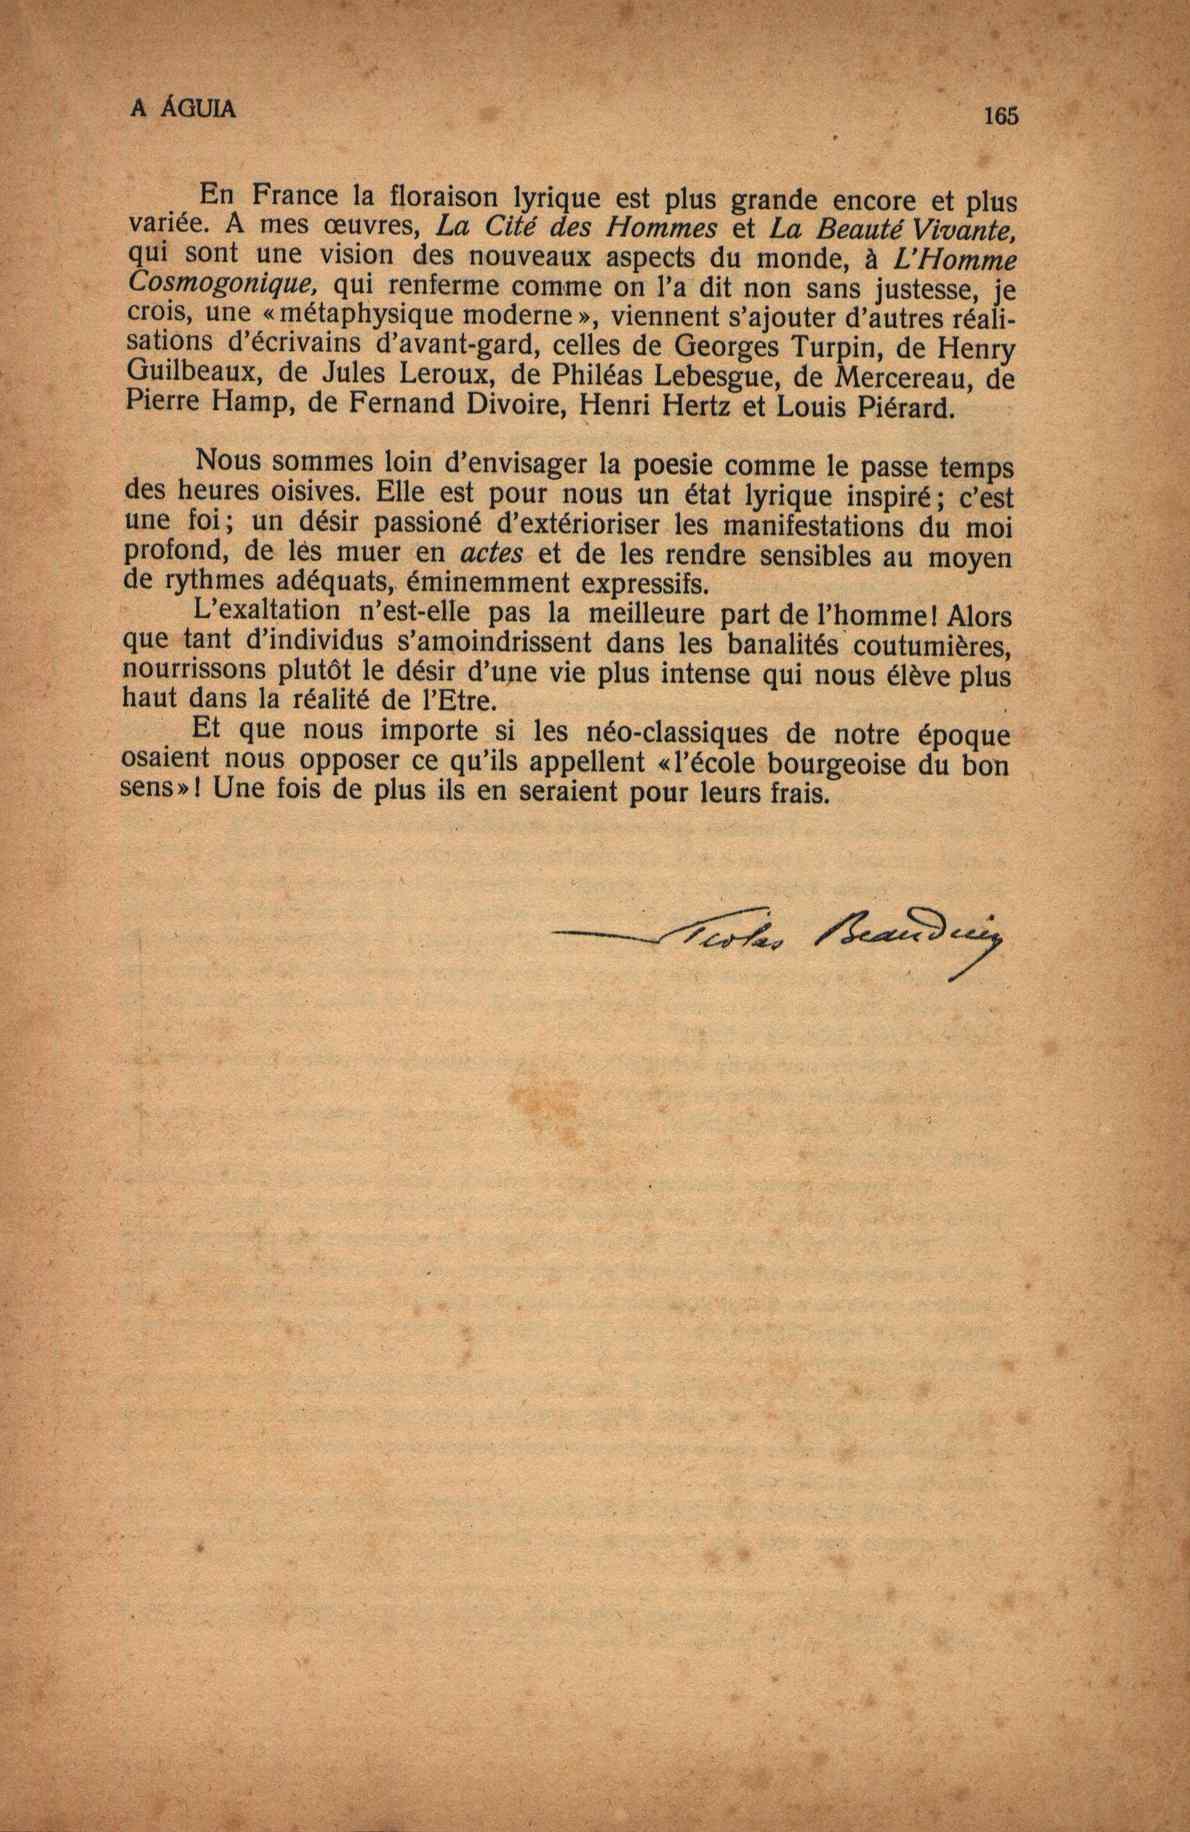 A ÁGUIA
165
En France la floraison lyrique est plus grande encore et plus
variée. A mes œuvres, La Cité des Hommes et La Beauté Vivante,
qui sont une vision des nouveaux aspects du monde, à L'Homme
Cosmogonique, qui renferme comme on l'a dit non sans justesse, je
crois, une «métaphysique moderne», viennent s'ajouter d'autres réali-
sations d'écrivains d'avant-gard, celles de Georges Turpin, de Henry
Guilbeaux, de Jules Leroux, de Philéas Lebesgue, de Mercereau, de
Pierre Hamp, de Fernand Divoire, Henri Hertz et Louis Piérard.
Nous sommes loin d'envisager la poesie comme le passe temps
des heures oisives. Elle est pour nous un état lyrique inspiré; c'est
une foi; un désir passioné d'extérioriser les manifestations du moi
profond, de lés muer en actes et de les rendre sensibles au moyen
de rythmes adéquats, éminemment expressifs.
L'exaltation n'est-elle pas la meilleure part de l'homme! Alors
que tant d'individus s'amoindrissent dans les banalités coutumières,
nourrissons plutôt le désir d'une vie plus intense qui nous élève plus
haut dans la réalité de l'Etre.
Et que nous importe si les néo-classiques de notre époque
osaient nous opposer ce qu'ils appellent «l'école bourgeoise du bon
sens»! Une fois de plus ils en seraient pour leurs frais.
Nicolas Beauduin